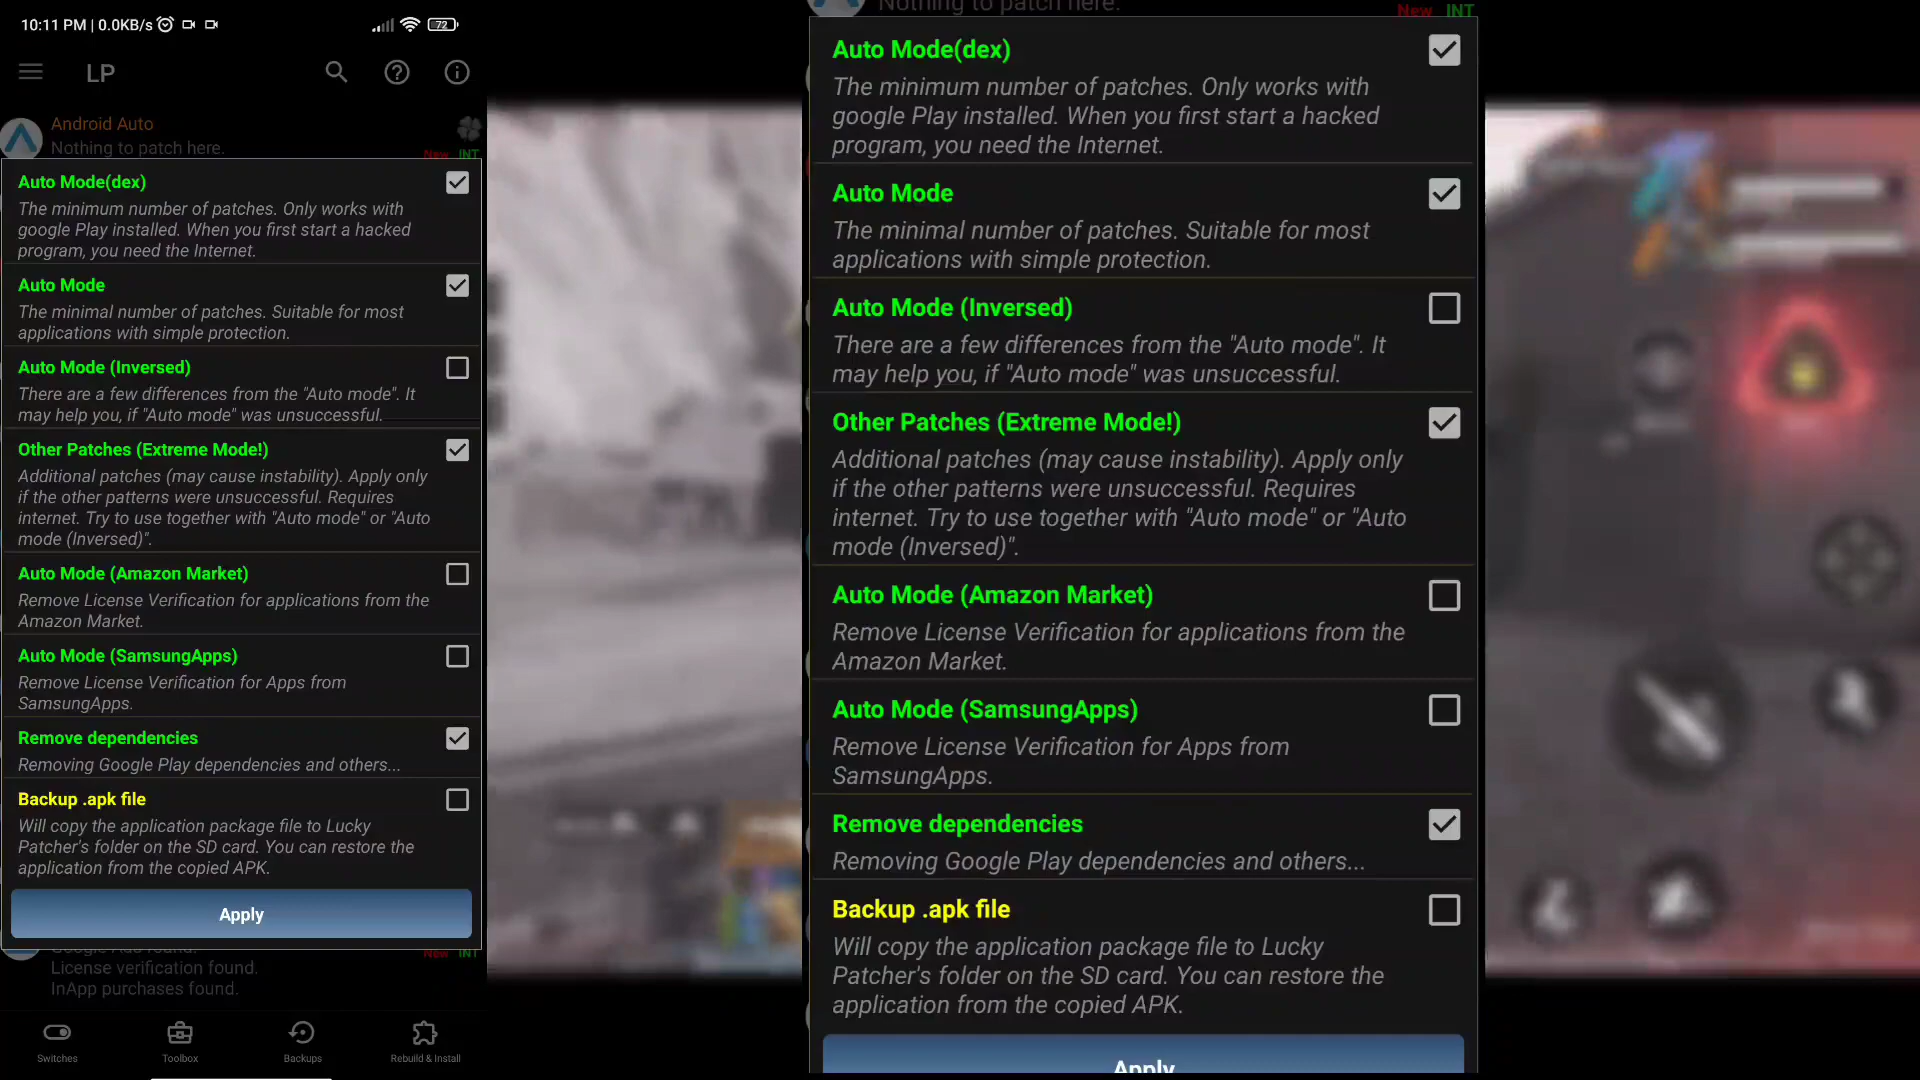 10:11 PM | 0.0KB/s
72
LP
Android Auto
Nothing to patch here.
New INT
Auto Mode(dex)
The minimum number of patches. Only works with
google Play installed. When you first start a hacked
program, you need the Internet.
Auto Mode
The minimal number of patches. Suitable for most
applications with simple protection.
Auto Mode (Inversed)
There are a few differences from the "Auto mode". It
may help you, if "Auto mode" was unsuccessful.
Other Patches (Extreme Mode!)
Additional patches (may cause instability). Apply only
if the other patterns were unsuccessful. Requires
internet. Try to use together with "Auto mode" or "Auto
mode (Inversed)".
Auto Mode (Amazon Market)
Remove License Verification for applications from the
Amazon Market.
Auto Mode (SamsungApps)
Remove License Verification for Apps from
SamsungApps.
Remove dependencies
Removing Google Play dependencies and others...
Backup .apk file
Will copy the application package file to Lucky
Patcher's folder on the SD card. You can restore the
application from the copied APK.
Apply
Google Ads found.
New INT
License verification found.
InApp purchases found.
Switches
Toolbox
Backups
Rebuild & Install
Nothing to patch here.
New INT
Auto Mode(dex)
The minimum number of patches. Only works with
google Play installed. When you first start a hacked
program, you need the Internet.
Auto Mode
The minimal number of patches. Suitable for most
applications with simple protection.
Auto Mode (Inversed)
There are a few differences from the "Auto mode". It
may help you, if "Auto mode" was unsuccessful.
Other Patches (Extreme Mode!)
Additional patches (may cause instability). Apply only
if the other patterns were unsuccessful. Requires
internet. Try to use together with "Auto mode" or "Auto
mode (Inversed)".
Auto Mode (Amazon Market)
Remove License Verification for applications from the
Amazon Market.
Auto Mode (SamsungApps)
Remove License Verification for Apps from
SamsungApps.
Remove dependencies
Removing Google Play dependencies and others...
Backup .apk file
Will copy the application package file to Lucky
Patcher's folder on the SD card. You can restore the
application from the copied APK.
Apply